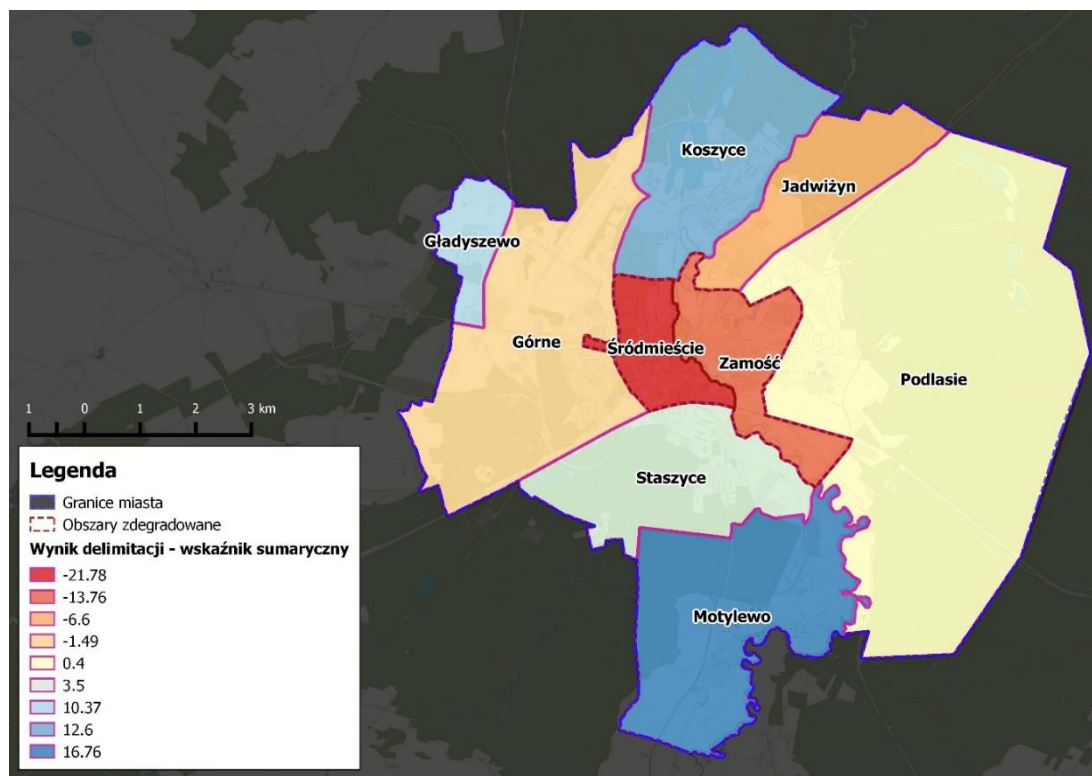 Koszyce
Jadwiżyn
Gładyszewo
Górne
Śródmieście
Zamość
Podlasie
Staszyce
Motylewo
1 0 1 2 3 km
Legenda
Granice miasta
Obszary zdegradowane
Wynik delimitacji - wskaźnik sumaryczny
-21.78
-13.76
-6.6
-1.49
0.4
3.5
10.37
12.6
16.76